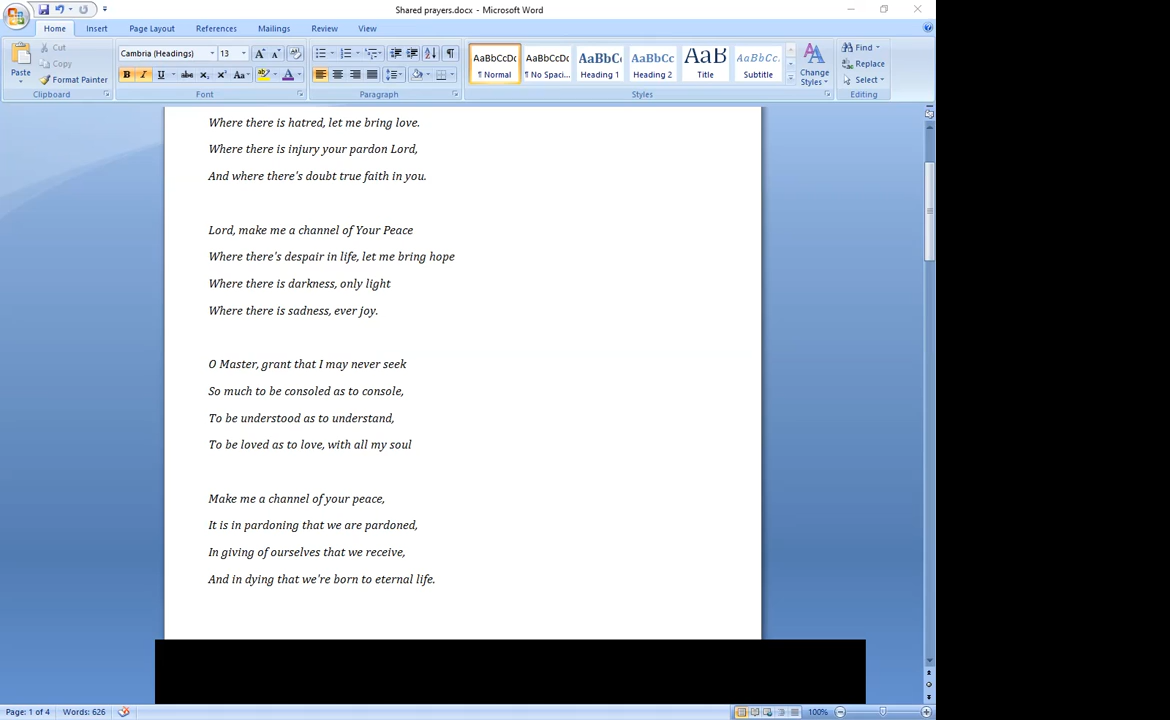 Shared prayers.docx - Microsoft Word
Home Insert Page Layout References Mailings Review View
Paste
Cut
Copy
Format Painter
Clipboard
Cambria (Headings) 13
B I U abc x₂ x² Aa ab A
Font
Paragraph
AaBbCcDc AaBbCcDc AaBbC AaBbCc AaB AaBbCc.
¶ Normal ¶ No Spaci... Heading 1 Heading 2 Title Subtitle
Change Styles
Styles
Find
Replace
Select
Editing
Where there is hatred, let me bring love.
Where there is injury your pardon Lord,
And where there's doubt true faith in you.
Lord, make me a channel of Your Peace
Where there's despair in life, let me bring hope
Where there is darkness, only light
Where there is sadness, ever joy.
O Master, grant that I may never seek
So much to be consoled as to console,
To be understood as to understand,
To be loved as to love, with all my soul
Make me a channel of your peace,
It is in pardoning that we are pardoned,
In giving of ourselves that we receive,
And in dying that we're born to eternal life.
Page: 1 of 4 Words: 626 100%